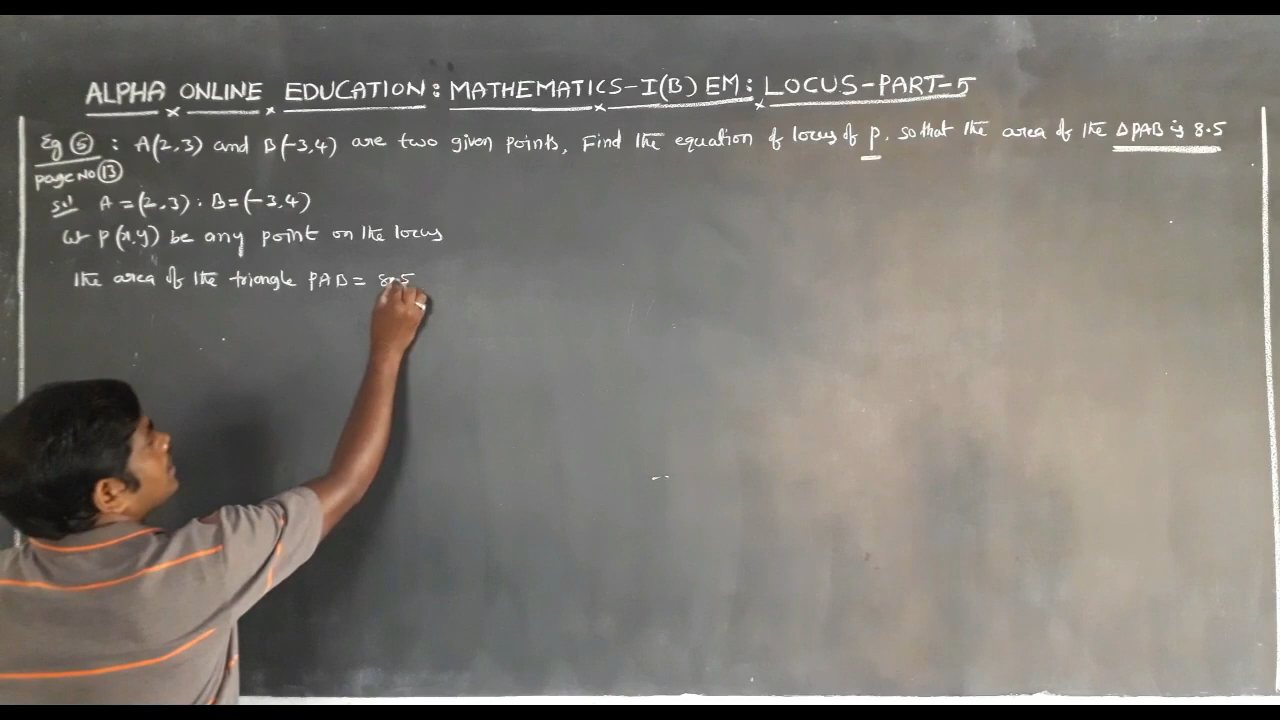 ALPHA ONLINE EDUCATION: MATHEMATICS-I(B) EM: LOCUS-PART-5
Eg ⑤ : A(2,3) and B(-3,4) are two given points, Find the equation of locus of P. so that the area of the ΔPAB is 8.5
page No ⑬
Sol A = (2,3) : B = (-3,4)
let P(x,y) be any point on the locus
the area of the triangle PAB = 8.5